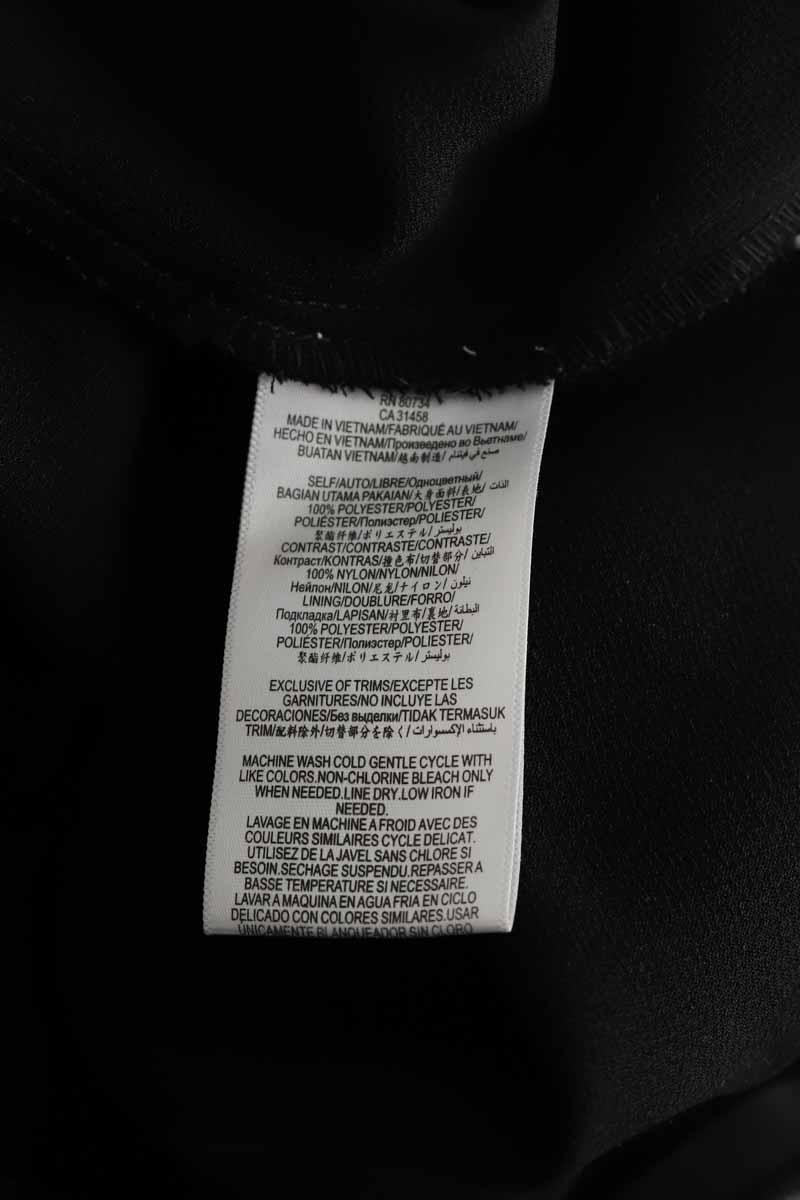 RN 80734
CA 31458
MADE IN VIETNAM/FABRIQUÉ AU VIETNAM/
HECHO EN VIETNAM/Произведено во Вьетнаме/
BUATAN VIETNAM/越南制造/ صنع في فيتنام
SELF/AUTO/LIBRE/Одноцветный/
BAGIAN UTAMA PAKAIAN/大身面料/表地/ الذات
100% POLYESTER/POLYESTER/
POLIÉSTER/Полиэстер/POLIESTER/
聚酯纤维/ポリエステル/ بوليستر
CONTRAST/CONTRASTE/CONTRASTE/
Контраст/KONTRAS/撞色布/切替部分/ التباين
100% NYLON/NYLON/NILON/
Нейлон/NILON/尼龙/ナイロン/ نيلون
LINING/DOUBLURE/FORRO/
Подкладка/LAPISAN/衬里布/裏地/ البطانة
100% POLYESTER/POLYESTER/
POLIÉSTER/Полиэстер/POLIESTER/
聚酯纤维/ポリエステル/ بوليستر
EXCLUSIVE OF TRIMS/EXCEPTE LES
GARNITURES/NO INCLUYE LAS
DECORACIONES/Без выделки/TIDAK TERMASUK
TRIM/配料除外/切替部分を除く/ باستثناء الإكسسوارات
MACHINE WASH COLD GENTLE CYCLE WITH
LIKE COLORS.NON-CHLORINE BLEACH ONLY
WHEN NEEDED.LINE DRY.LOW IRON IF
NEEDED.
LAVAGE EN MACHINE A FROID AVEC DES
COULEURS SIMILAIRES CYCLE DELICAT.
UTILISEZ DE LA JAVEL SANS CHLORE SI
BESOIN.SECHAGE SUSPENDU.REPASSER A
BASSE TEMPERATURE SI NECESSAIRE.
LAVAR A MAQUINA EN AGUA FRIA EN CICLO
DELICADO CON COLORES SIMILARES.USAR
ÚNICAMENTE BLANQUEADOR SIN CLORO